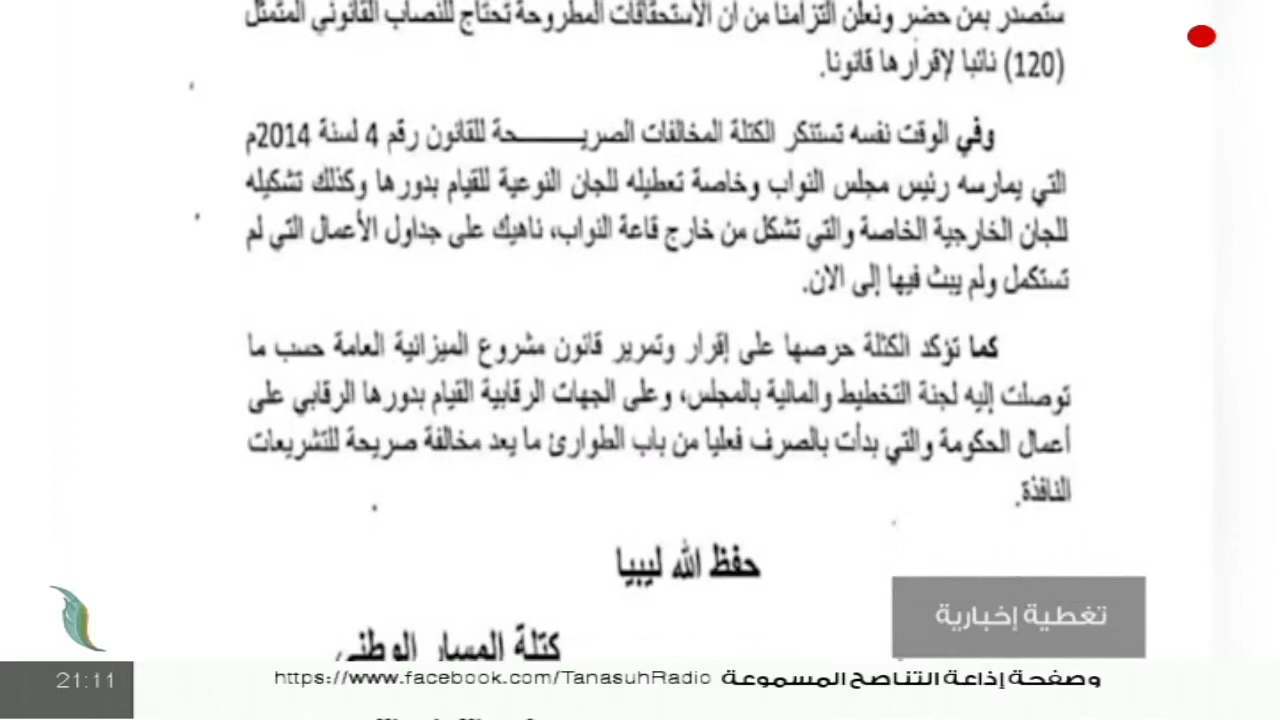 ستصدر بمن حضر ونعلن التزامنا من أن الاستحقاقات المطروحة تحتاج للنصاب القانوني المتمثل
(120) نائبا لإقرارها قانونا.
وفي الوقت نفسه تستنكر الكتلة المخالفات الصريـــــــحة للقانون رقم 4 لسنة 2014م
التي يمارسه رئيس مجلس النواب وخاصة تعطيله للجان النوعية للقيام بدورها وكذلك تشكيله
للجان الخارجية الخاصة والتي تشكل من خارج قاعة النواب، ناهيك على جداول الأعمال التي لم
تستكمل ولم يبث فيها إلى الان.
كما تؤكد الكتلة حرصها على إقرار وتمرير قانون مشروع الميزانية العامة حسب ما
توصلت إليه لجنة التخطيط والمالية بالمجلس، وعلى الجهات الرقابية القيام بدورها الرقابي على
أعمال الحكومة والتي بدأت بالصرف فعليا من باب الطوارئ ما يعد مخالفة صريحة للتشريعات
النافذة.
حفظ الله ليبيا
تغطية إخبارية
كتلة المسار الوطني
21:11
وصفحة إذاعة التناصح المسموعة https://www.facebook.com/TanasuhRadio